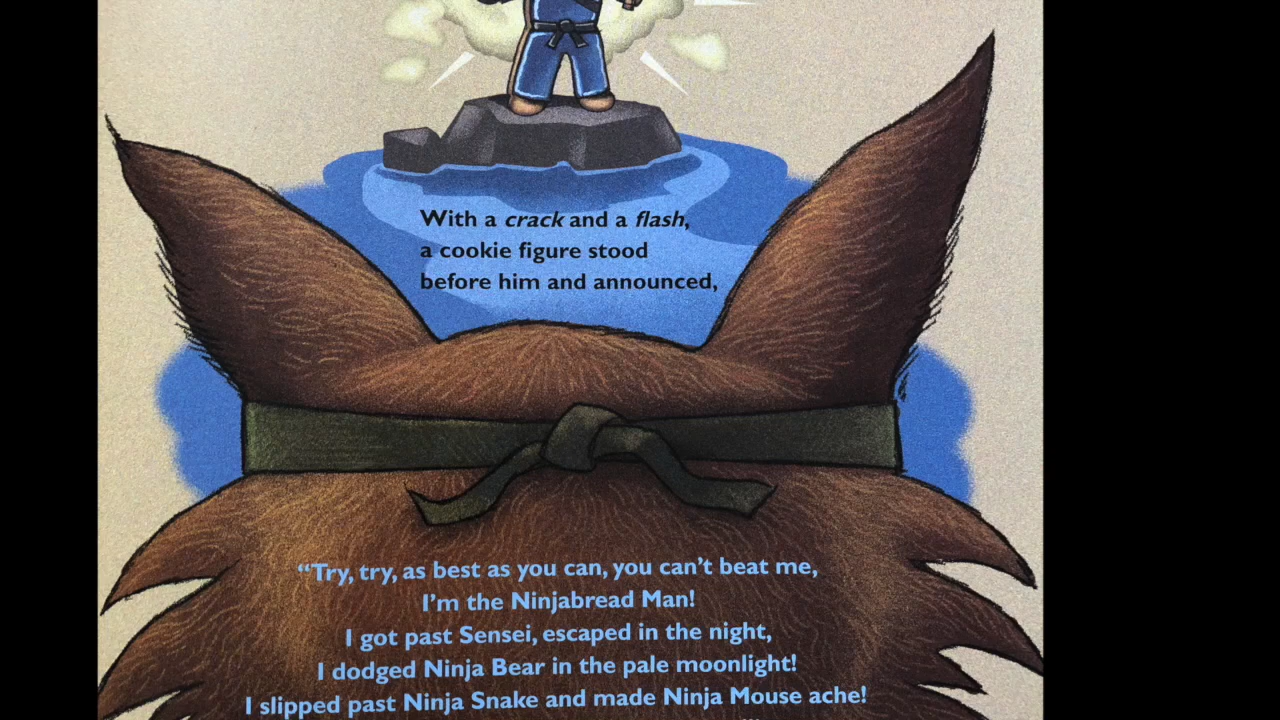 With a crack and a flash,
a cookie figure stood
before him and announced,
“Try, try, as best as you can, you can’t beat me,
I’m the Ninjabread Man!
I got past Sensei, escaped in the night,
I dodged Ninja Bear in the pale moonlight!
I slipped past Ninja Snake and made Ninja Mouse ache!